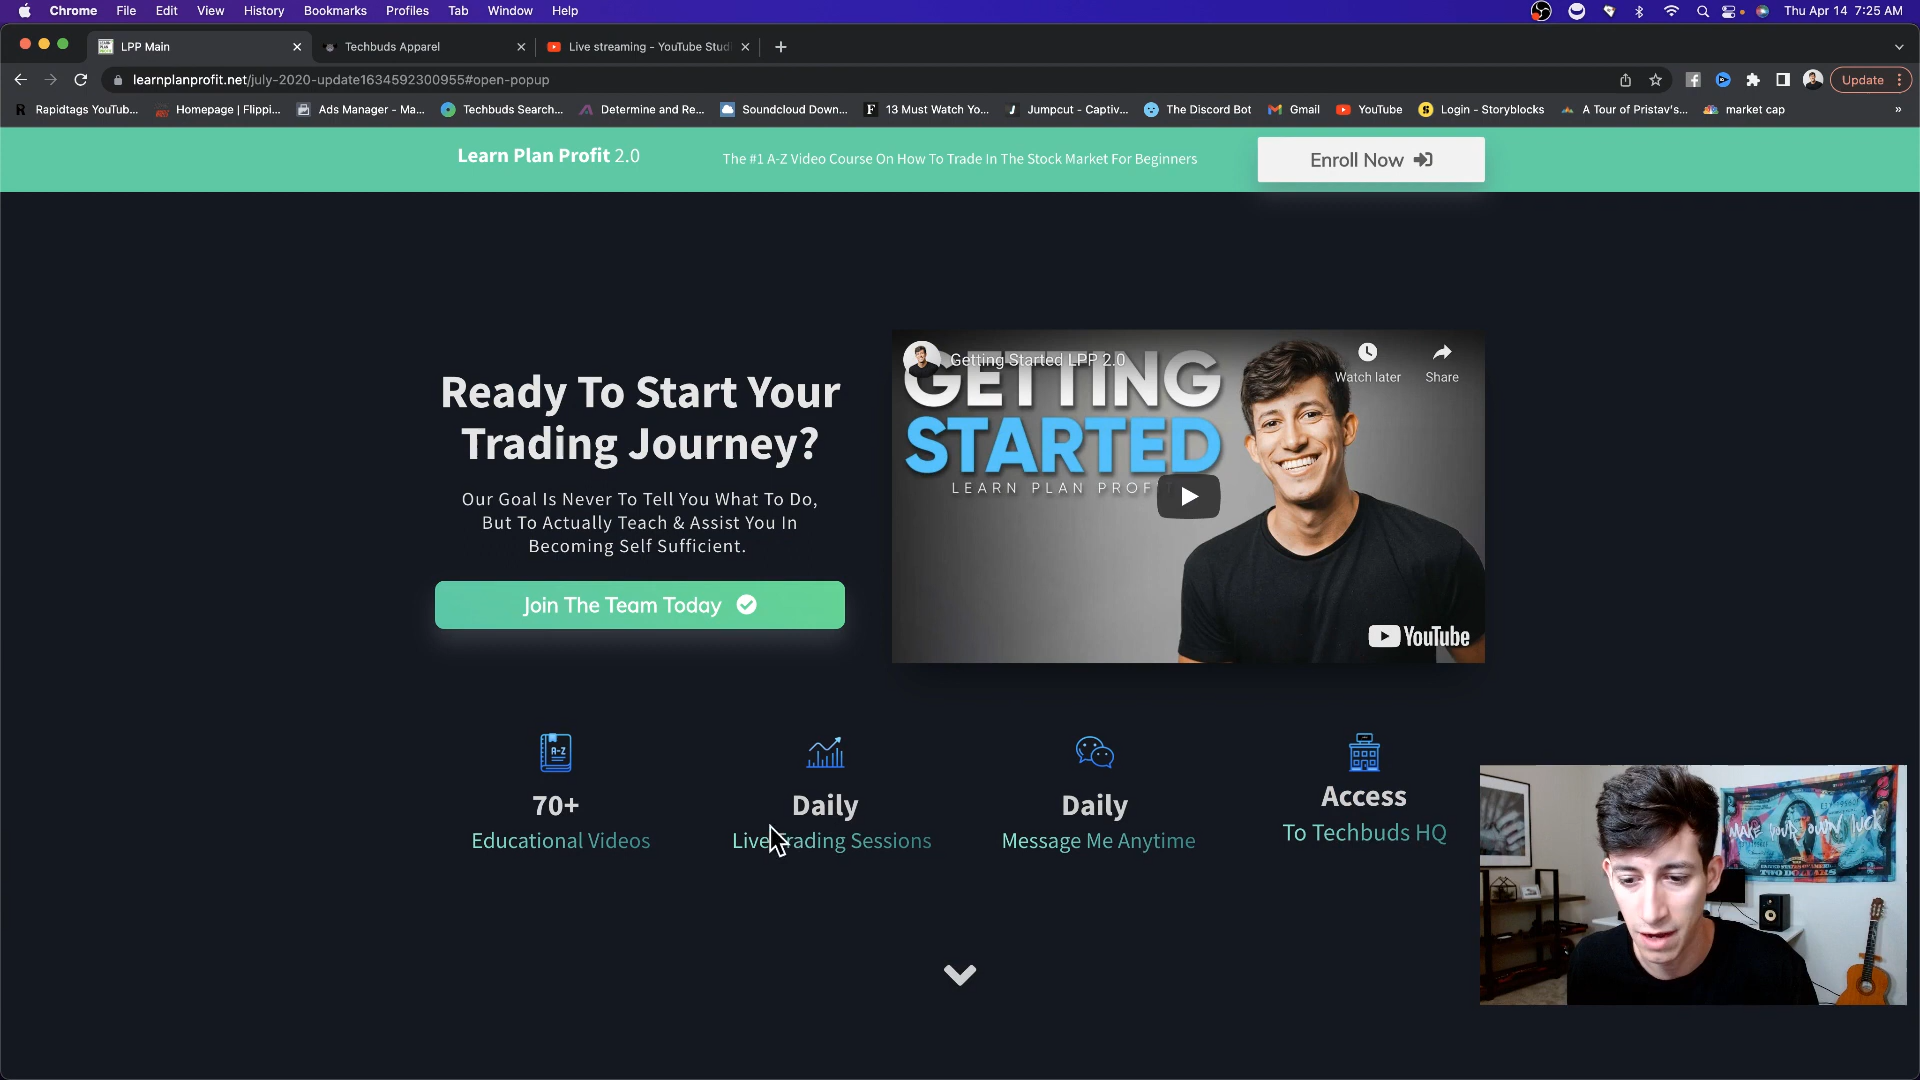 Chrome File Edit View History Bookmarks Profiles Tab Window Help Thu Apr 14 7:25 AM
LPP Main Techbuds Apparel Live streaming - YouTube Stud
learnplanprofit.net/july-2020-update1634592300955#open-popup Update
Rapidtags YouTub... Homepage | Flippi... Ads Manager - Ma... Techbuds Search... Determine and Re... Soundcloud Down... 13 Must Watch Yo... Jumpcut - Captiv... The Discord Bot Gmail YouTube Login - Storyblocks A Tour of Pristav's... market cap »
Learn Plan Profit 2.0 The #1 A-Z Video Course On How To Trade In The Stock Market For Beginners Enroll Now
Getting Started LPP 2.0
Watch later Share
GETTING
STARTED
LEARN PLAN PROF
YouTube
Ready To Start Your
Trading Journey?
Our Goal Is Never To Tell You What To Do,
But To Actually Teach & Assist You In
Becoming Self Sufficient.
Join The Team Today
A-Z
70+
Educational Videos
Daily
Live Trading Sessions
Daily
Message Me Anytime
Access
To Techbuds HQ
MAKE YOUR OWN LUCK
TWO DOLLARS